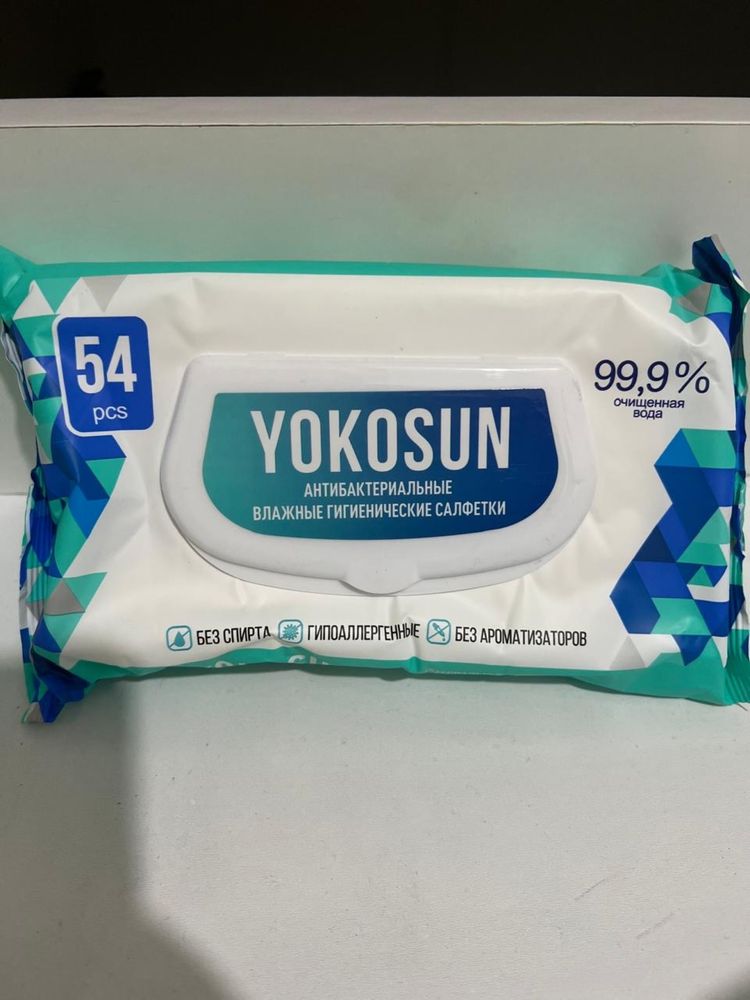 54
pcs
99,9%
очищенная
вода
YOKOSUN
АНТИБАКТЕРИАЛЬНЫЕ
ВЛАЖНЫЕ ГИГИЕНИЧЕСКИЕ САЛФЕТКИ
БЕЗ СПИРТА ГИПОАЛЛЕРГЕННЫЕ БЕЗ АРОМАТИЗАТОРОВ